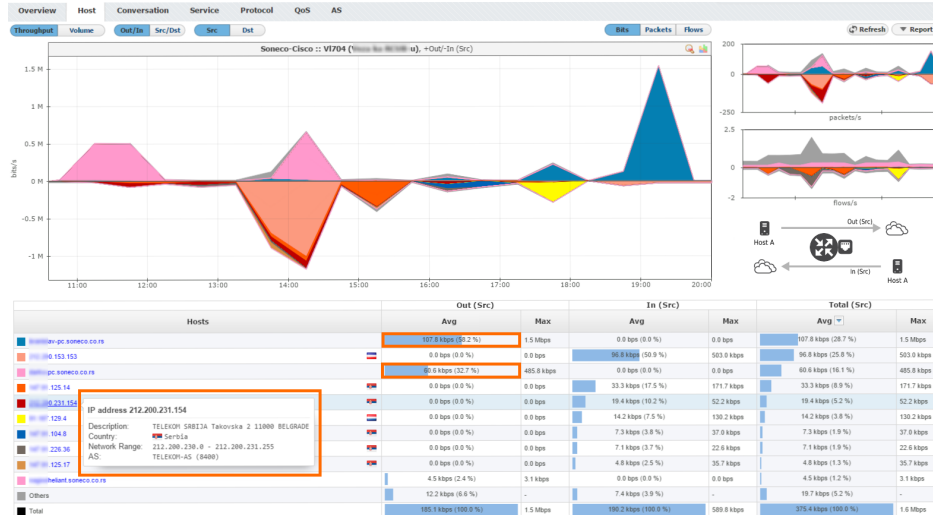 Overview Host Conversation Service Protocol QoS AS
Throughput Volume Out/In Src/Dst Src Dst Bits Packets Flows Refresh Report
Soneco-Cisco :: Vl704 ( u), +Out/-In (Src)
bits/s
1.5 M
1 M
0.5 M
0 M
-0.5 M
-1 M
11:00 12:00 13:00 14:00 15:00 16:00 17:00 18:00 19:00 20:00
200
0
-250
packets/s
2.5
0
-2
flows/s
Out (Src)
Host A
In (Src)
Host A
Out (Src) In (Src) Total (Src)
Hosts Avg Max Avg Max Avg Max
av-pc.soneco.co.rs 107.8 kbps (58.2 %) 1.5 Mbps 0.0 bps (0.0 %) 0.0 bps 107.8 kbps (28.7 %) 1.5 Mbps
0.153.153 0.0 bps (0.0 %) 0.0 bps 96.8 kbps (50.9 %) 503.0 kbps 96.8 kbps (25.8 %) 503.0 kbps
pc.soneco.co.rs 60.6 kbps (32.7 %) 485.8 kbps 0.0 bps (0.0 %) 0.0 bps 60.6 kbps (16.1 %) 485.8 kbps
.125.14 0.0 bps (0.0 %) 0.0 bps 33.3 kbps (17.5 %) 171.7 kbps 33.3 kbps (8.9 %) 171.7 kbps
0.231.154 0.0 bps (0.0 %) 0.0 bps 19.4 kbps (10.2 %) 52.2 kbps 19.4 kbps (5.2 %) 52.2 kbps
.129.4 0.0 bps (0.0 %) 0.0 bps 14.2 kbps (7.5 %) 130.2 kbps 14.2 kbps (3.8 %) 130.2 kbps
.104.8 0.0 bps (0.0 %) 0.0 bps 7.3 kbps (3.8 %) 37.0 kbps 7.3 kbps (1.9 %) 37.0 kbps
.226.36 0.0 bps (0.0 %) 0.0 bps 7.1 kbps (3.7 %) 22.6 kbps 7.1 kbps (1.9 %) 22.6 kbps
.125.17 0.0 bps (0.0 %) 0.0 bps 4.8 kbps (2.5 %) 35.7 kbps 4.8 kbps (1.3 %) 35.7 kbps
heliant.soneco.co.rs 4.5 kbps (2.4 %) 3.1 kbps 0.0 bps (0.0 %) 0.0 bps 4.5 kbps (1.2 %) 3.1 kbps
Others 12.2 kbps (6.6 %) - 7.4 kbps (3.9 %) - 19.7 kbps (5.2 %) -
Total 185.1 kbps (100.0 %) 1.5 Mbps 190.2 kbps (100.0 %) 589.8 kbps 375.4 kbps (100.0 %) 1.6 Mbps
IP address 212.200.231.154
Description: TELEKOM SRBIJA Takovska 2 11000 BELGRADE
Country: Serbia
Network Range: 212.200.230.0 - 212.200.231.255
AS: TELEKOM-AS (8400)